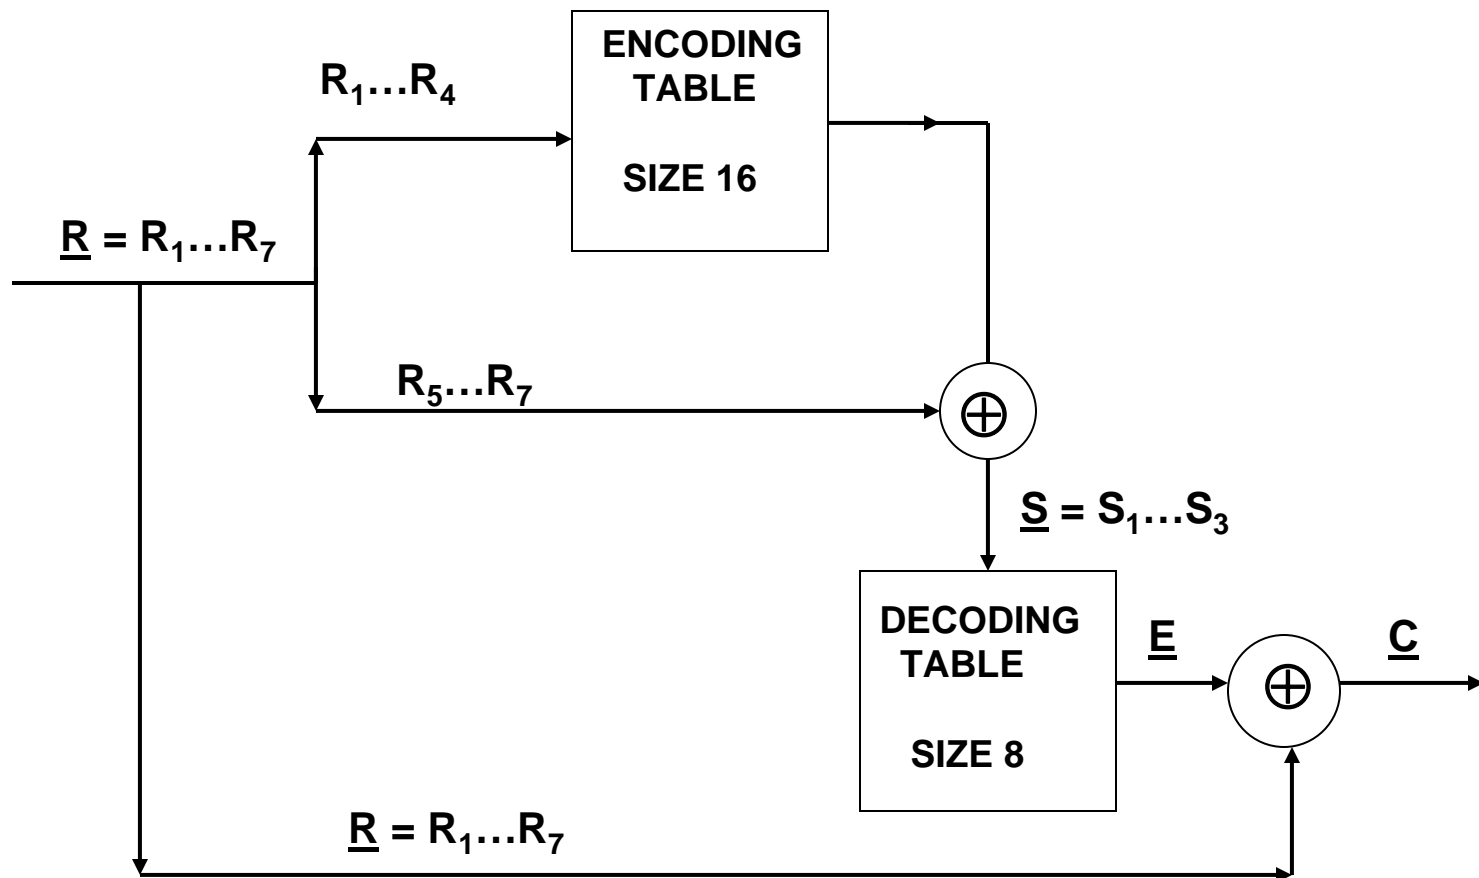 ENCODING
TABLE
SIZE 16
R₁…R₄
R = R₁…R₇
R₅…R₇
⊕
S = S₁…S₃
DECODING
TABLE
SIZE 8
E
⊕
C
R = R₁…R₇